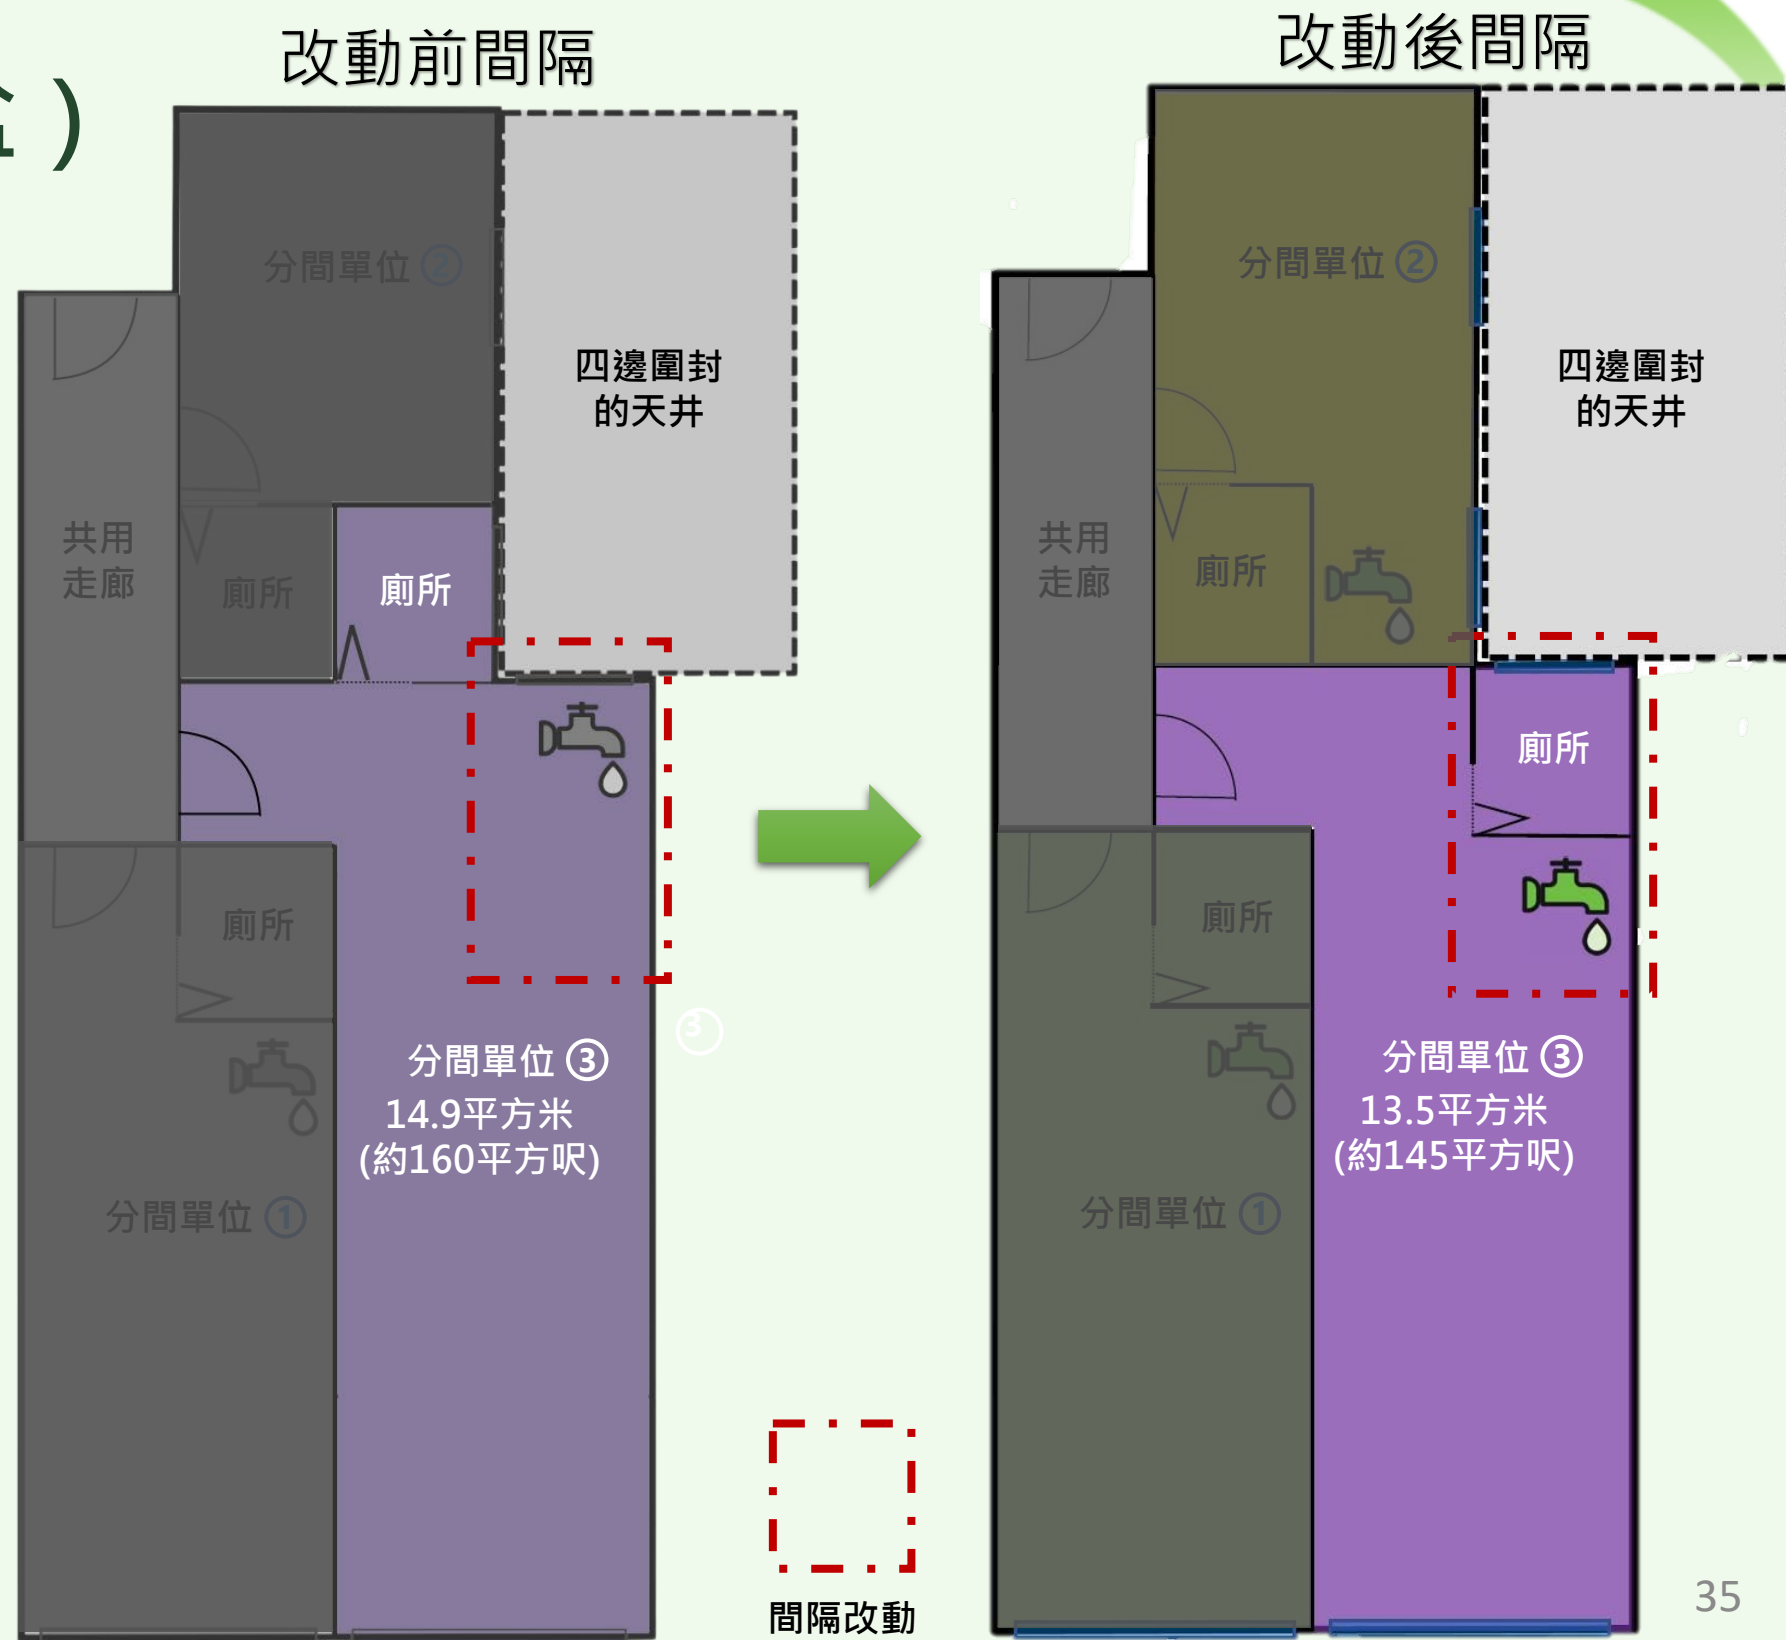 改動前間隔
改動後間隔
)
分間單位 ②
四邊圍封
的天井
共用
走廊
廁所
廁所
廁所
分間單位 ③
14.9平方米
(約160平方呎)
③
分間單位 ①
間隔改動
分間單位 ②
四邊圍封
的天井
共用
走廊
廁所
廁所
廁所
分間單位 ③
13.5平方米
(約145平方呎)
分間單位 ①
35